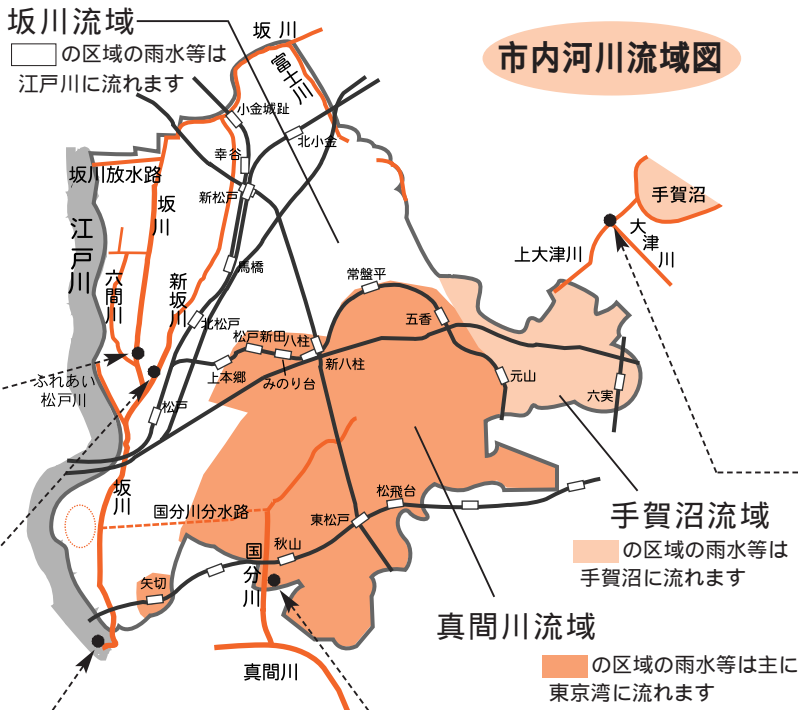 市内河川流域図
坂川流域
の区域の雨水等は
江戸川に流れます
坂川
富士川
小金城趾
北小金
幸谷
坂川放水路
新松戸
坂川
手賀沼
大津川
上大津川
江戸川
六間川
新坂川
馬橋
常盤平
北松戸
松戸新田
八柱
五香
新八柱
上本郷
みのり台
元山
六実
ふれあい
松戸川
松戸
坂川
国分川分水路
松飛台
東松戸
手賀沼流域
の区域の雨水等は
手賀沼に流れます
国分川
秋山
矢切
真間川流域
の区域の雨水等は主に
東京湾に流れます
真間川